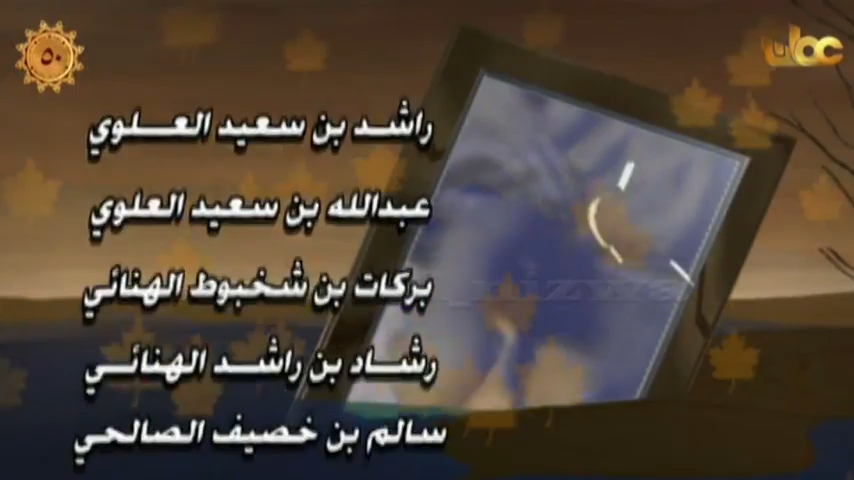 ٥٠
عمان
راشد بن سعيد العلوي
عبدالله بن سعيد العلوي
بركات بن شخبوط الهنائي
رشاد بن راشد الهنائي
سالم بن خصيف الصالحي